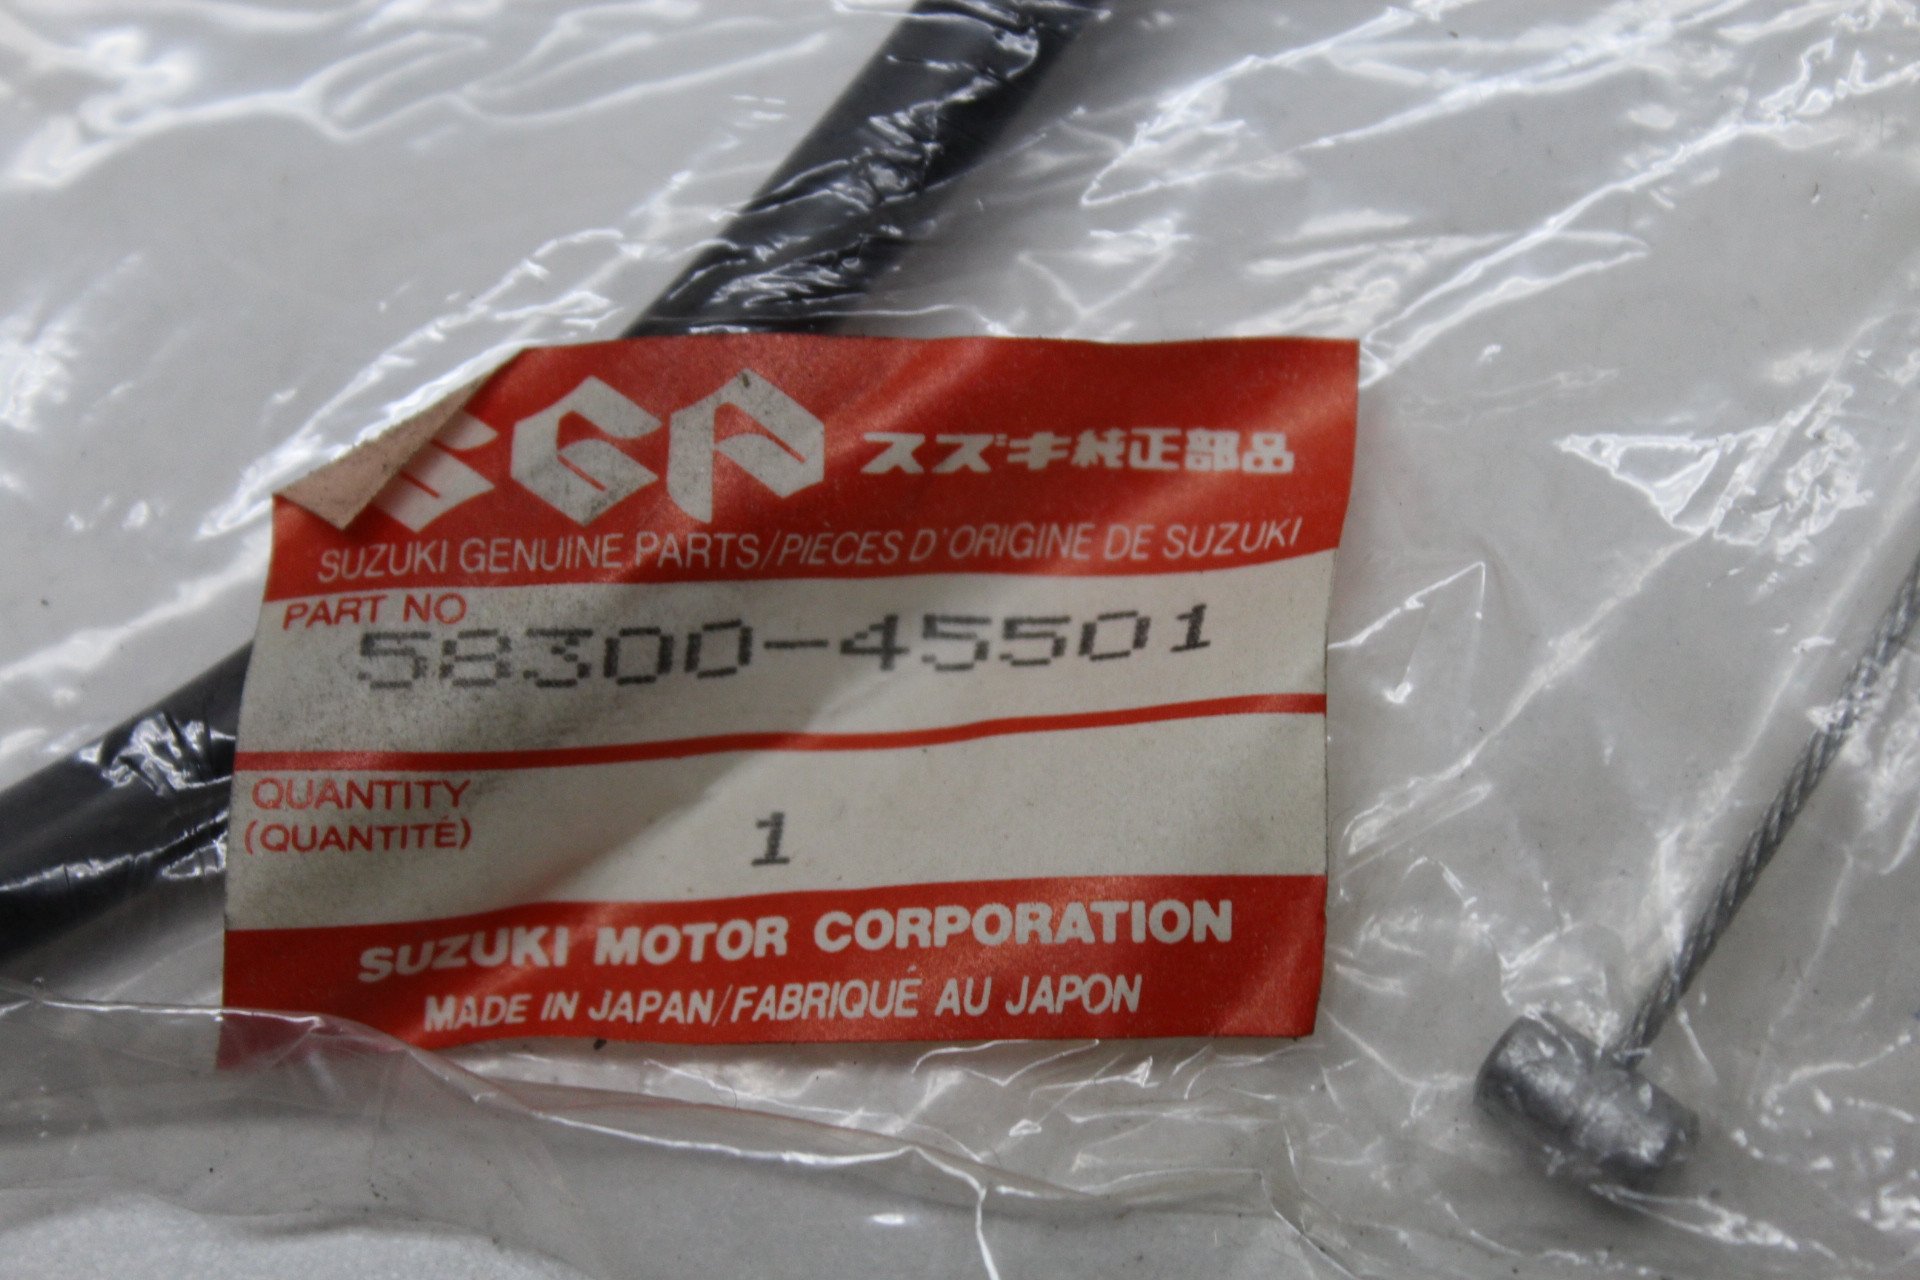 SGP スズキ純正部品
SUZUKI GENUINE PARTS/PIÈCES D'ORIGINE DE SUZUKI
PART NO
58300-45501
QUANTITY
(QUANTITÉ)
1
SUZUKI MOTOR CORPORATION
MADE IN JAPAN/FABRIQUÉ AU JAPON